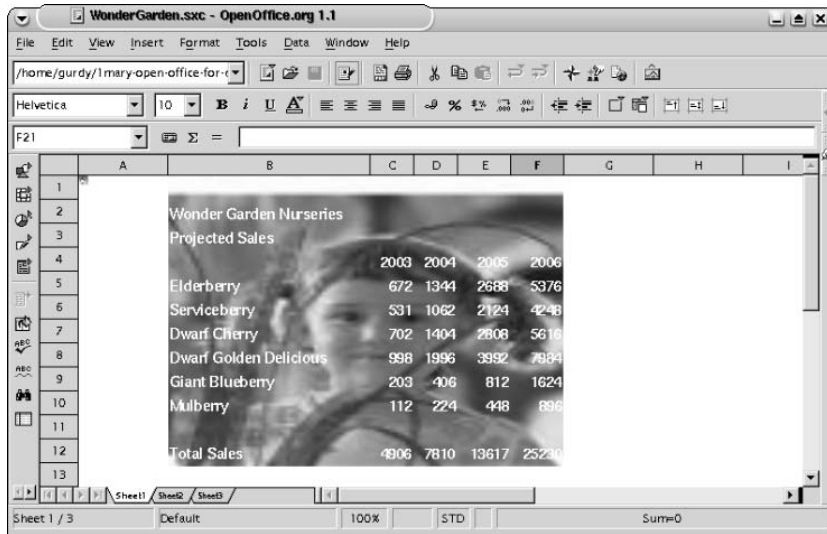 WonderGarden.sxc - OpenOffice.org 1.1
File Edit View Insert Format Tools Data Window Help
/home/gurdy/1mary-open-office-for-
Helvetica 10 B i U A
F21 Σ =
A B C D E F G H I
1
2 Wonder Garden Nurseries
3 Projected Sales
4 2003 2004 2005 2006
5 Elderberry 672 1344 2688 5376
6 Serviceberry 531 1062 2124 4248
7 Dwarf Cherry 702 1404 2808 5616
8 Dwarf Golden Delicious 998 1996 3992 7984
9 Giant Blueberry 203 406 812 1624
10 Mulberry 112 224 448 896
11
12 Total Sales 4906 7810 13617 25230
13
Sheet1 Sheet2 Sheet3
Sheet 1 / 3 Default 100% STD Sum=0